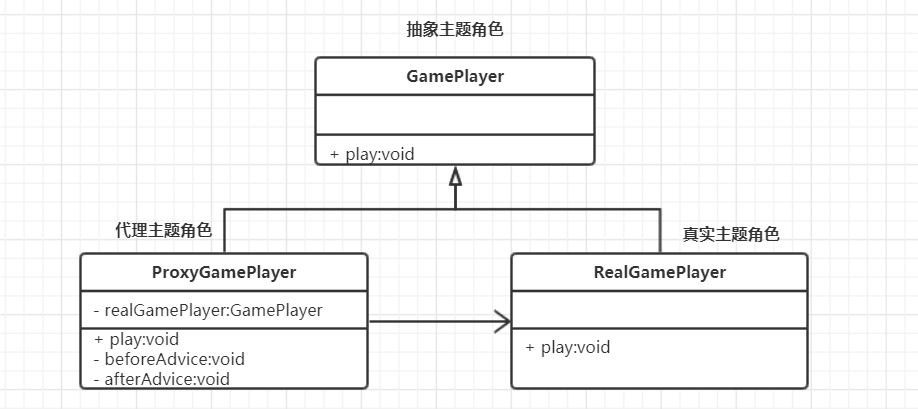 抽象主题角色
GamePlayer
+ play:void
代理主题角色
真实主题角色
ProxyGamePlayer
- realGamePlayer:GamePlayer
+ play:void
- beforeAdvice:void
- afterAdvice:void
RealGamePlayer
+ play:void